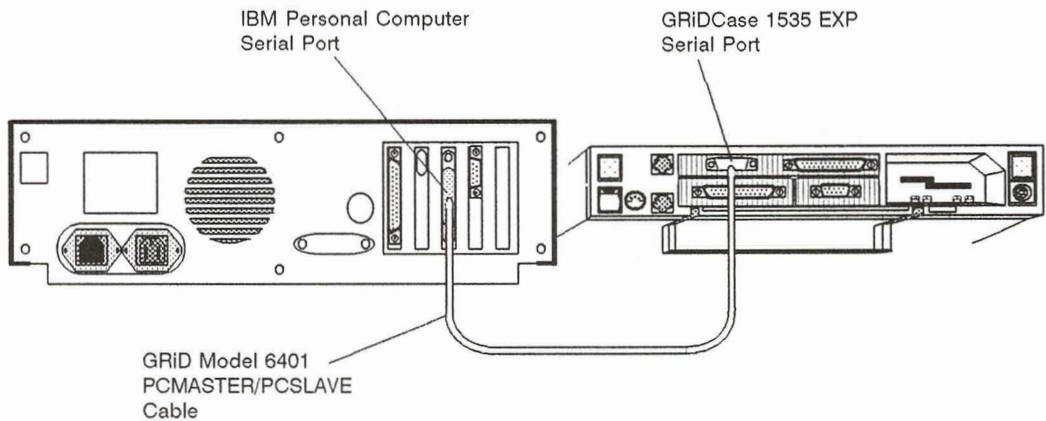 IBM Personal Computer
Serial Port
GRiDCase 1535 EXP
Serial Port
GRiD Model 6401
PCMASTER/PCSLAVE
Cable